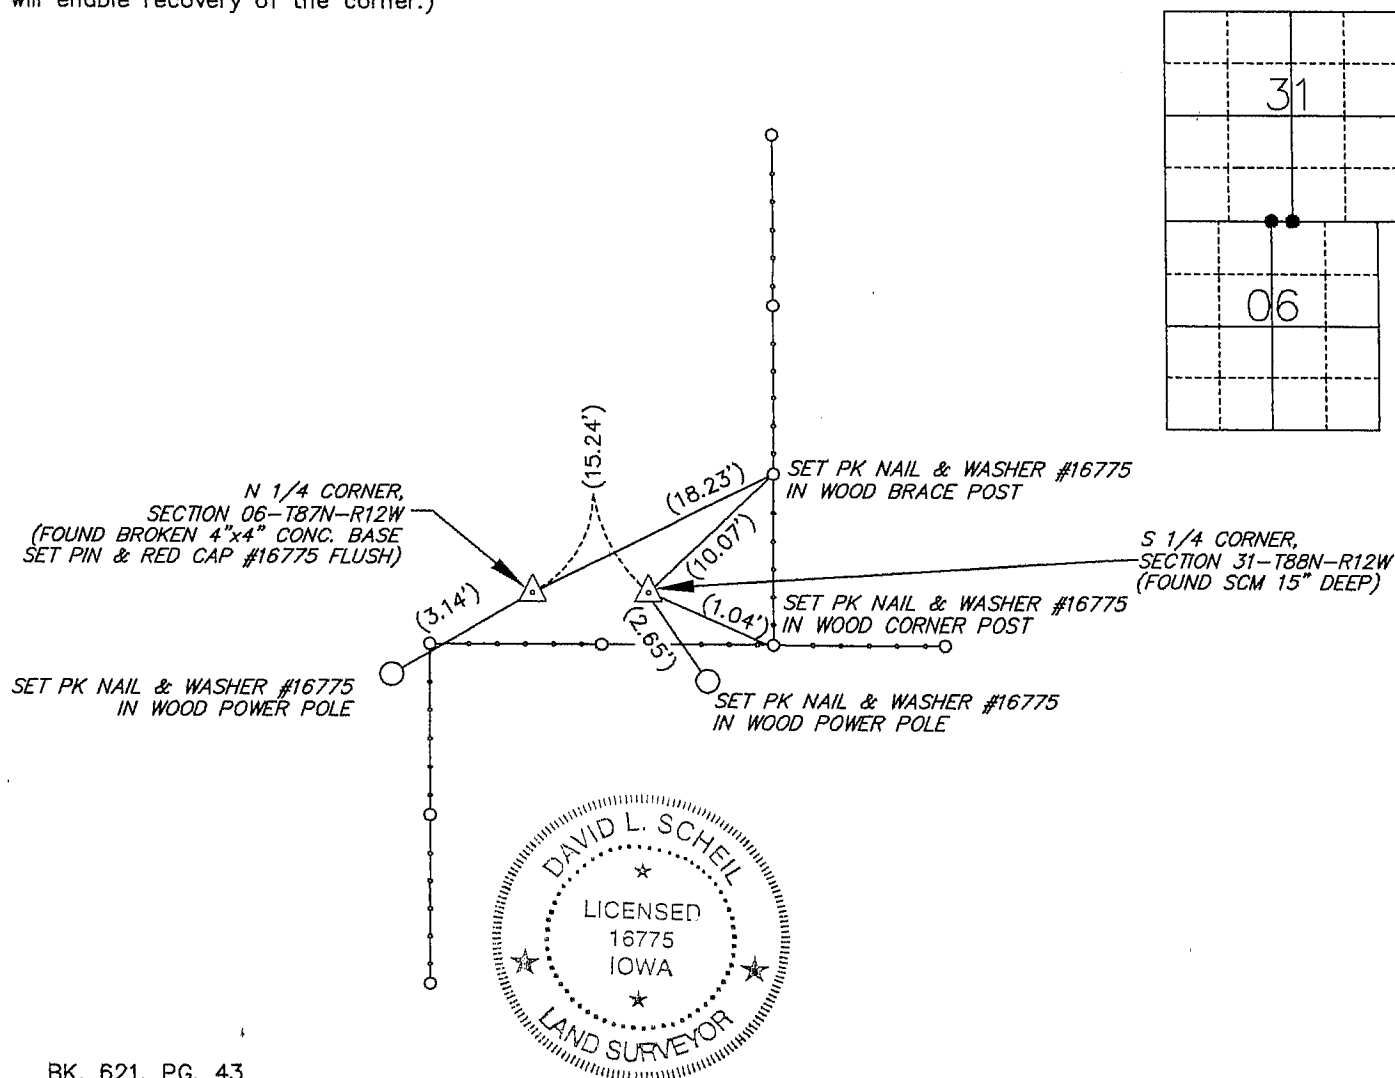 will enable recovery of the corner.)
31
06
(15.24')
(18.23')
SET PK NAIL & WASHER #16775
IN WOOD BRACE POST
N 1/4 CORNER,
SECTION 06-T87N-R12W
(FOUND BROKEN 4"x4" CONC. BASE
SET PIN & RED CAP #16775 FLUSH)
(10.07')
S 1/4 CORNER,
SECTION 31-T88N-R12W
(FOUND SCM 15" DEEP)
(3.14')
(1.04')
SET PK NAIL & WASHER #16775
IN WOOD CORNER POST
(2.65')
SET PK NAIL & WASHER #16775
IN WOOD POWER POLE
SET PK NAIL & WASHER #16775
IN WOOD POWER POLE
DAVID L. SCHEIL
LICENSED
16775
IOWA
LAND SURVEYOR
BK. 621, PG. 43